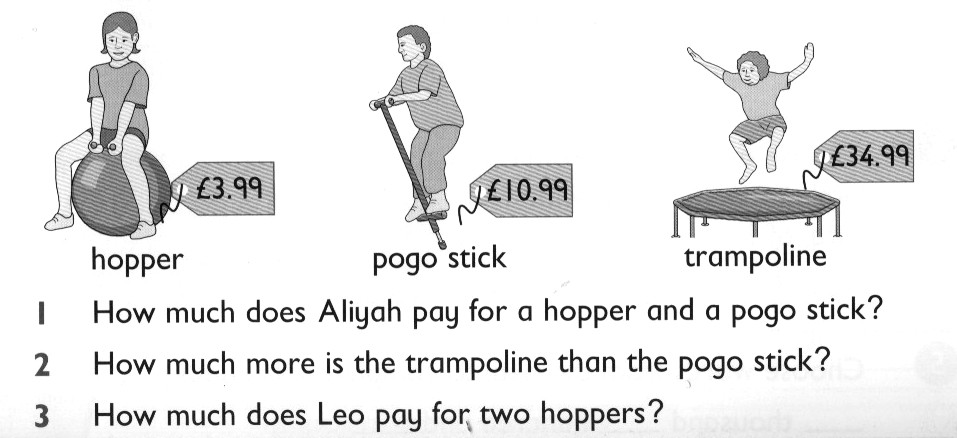 £3.99
£10.99
£34.99
hopper
pogo stick
trampoline
1 How much does Aliyah pay for a hopper and a pogo stick?
2 How much more is the trampoline than the pogo stick?
3 How much does Leo pay for two hoppers?